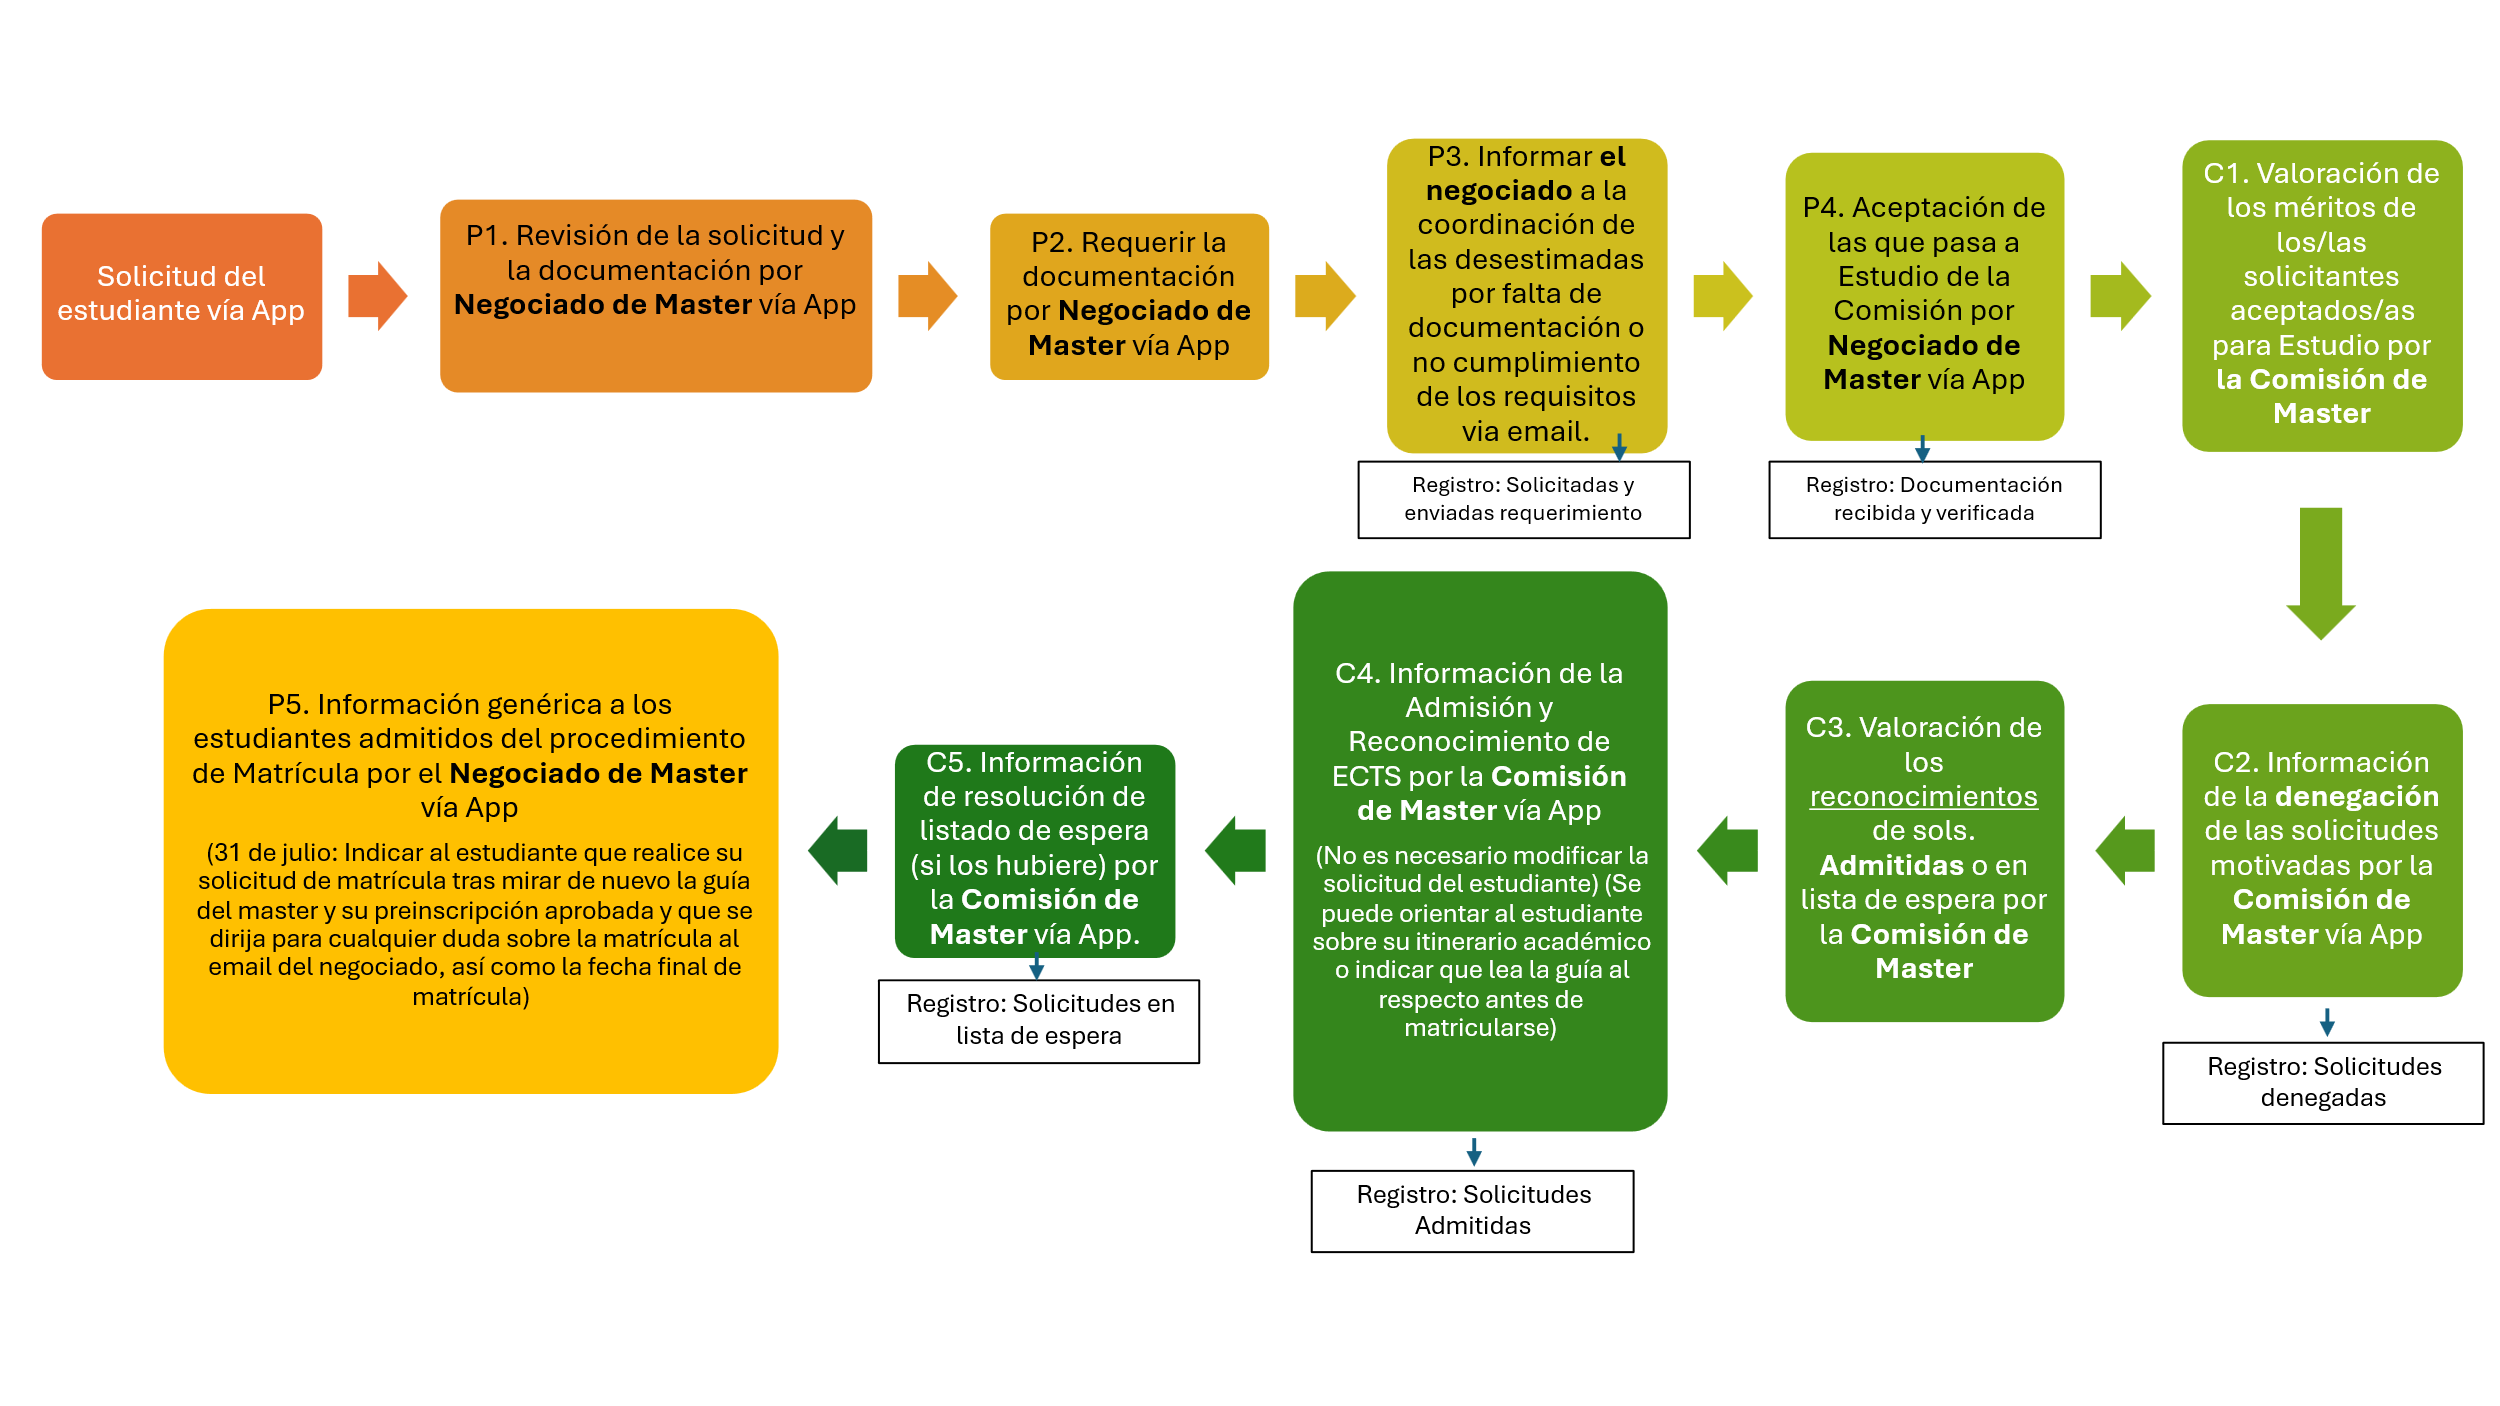 Solicitud del
estudiante vía App
P1. Revisión de la solicitud y
la documentación por
Negociado de Master vía App
P2. Requerir la
documentación
por Negociado de
Master vía App
P3. Informar el
negociado a la
coordinación de
las desestimadas
por falta de
documentación o
no cumplimiento
de los requisitos
via email.
Registro: Solicitadas y
enviadas requerimiento
P4. Aceptación de
las que pasa a
Estudio de la
Comisión por
Negociado de
Master vía App
Registro: Documentación
recibida y verificada
C1. Valoración de
los méritos de
los/las
solicitantes
aceptados/as
para Estudio por
la Comisión de
Master
C2. Información
de la denegación
de las solicitudes
motivadas por la
Comisión de
Master vía App
Registro: Solicitudes
denegadas
C3. Valoración de
los
reconocimientos
de sols.
Admitidas o en
lista de espera por
la Comisión de
Master
C4. Información de la
Admisión y
Reconocimiento de
ECTS por la Comisión
de Master vía App
(No es necesario modificar la
solicitud del estudiante) (Se
puede orientar al estudiante
sobre su itinerario académico
o indicar que lea la guía al
respecto antes de
matricularse)
Registro: Solicitudes
Admitidas
C5. Información
de resolución de
listado de espera
(si los hubiere) por
la Comisión de
Master vía App.
Registro: Solicitudes en
lista de espera
P5. Información genérica a los
estudiantes admitidos del procedimiento
de Matrícula por el Negociado de Master
vía App
(31 de julio: Indicar al estudiante que realice su
solicitud de matrícula tras mirar de nuevo la guía
del master y su preinscripción aprobada y que se
dirija para cualquier duda sobre la matrícula al
email del negociado, así como la fecha final de
matrícula)